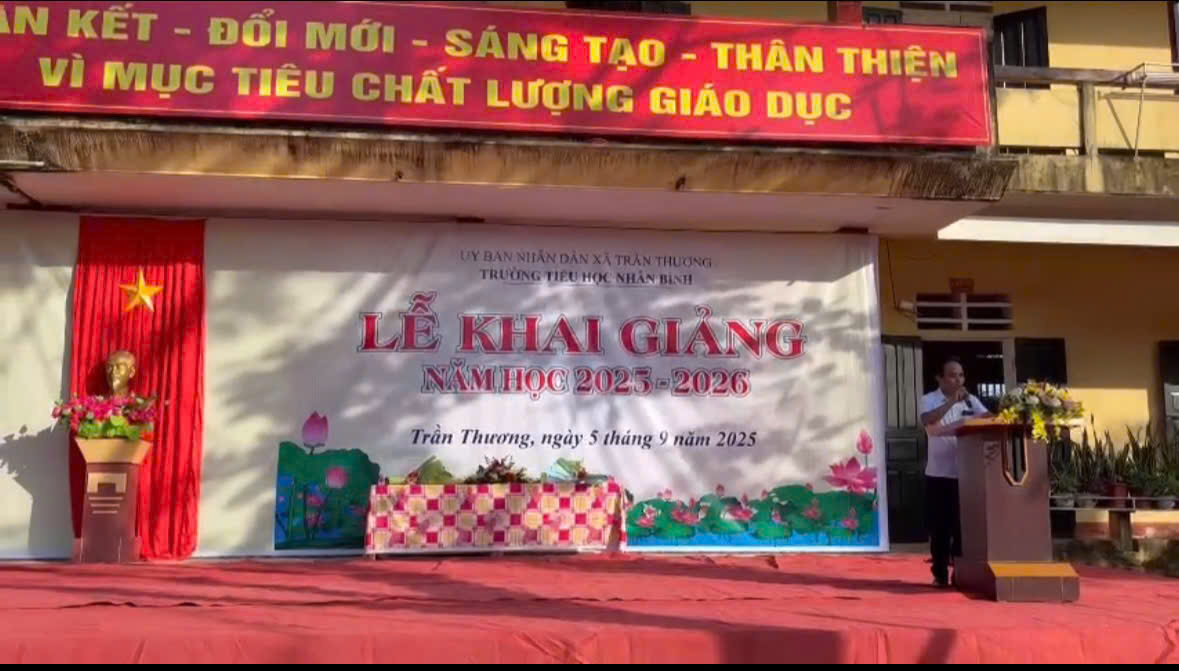 ÀN KẾT - ĐỔI MỚI - SÁNG TẠO - THÂN THIỆN
VÌ MỤC TIÊU CHẤT LƯỢNG GIÁO DỤC
ỦY BAN NHÂN DÂN XÃ TRẦN THƯƠNG
TRƯỜNG TIỂU HỌC NHÂN BÌNH
LỄ KHAI GIẢNG
NĂM HỌC 2025 - 2026
Trần Thương, ngày 5 tháng 9 năm 2025